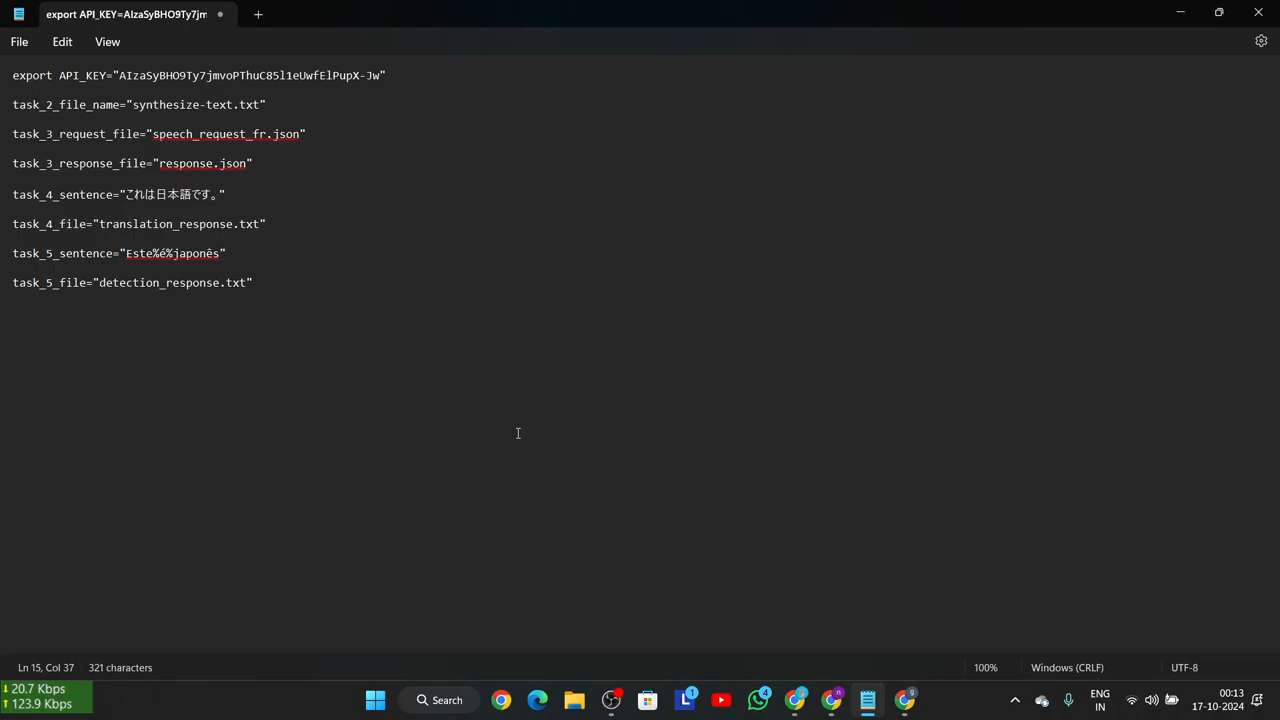 export API_KEY=AIzaSyBHO9Ty7jm
File Edit View
export API_KEY="AIzaSyBHO9Ty7jmvoPThuC85l1eUwfElPupX-Jw"
task_2_file_name="synthesize-text.txt"
task_3_request_file="speech_request_fr.json"
task_3_response_file="response.json"
task_4_sentence="これは日本語です。"
task_4_file="translation_response.txt"
task_5_sentence="Este%é%japonês"
task_5_file="detection_response.txt"
Ln 15, Col 37 321 characters 100% Windows (CRLF) UTF-8
20.7 Kbps
123.9 Kbps
Search
L 1
4
n
ENG
IN
00:13
17-10-2024